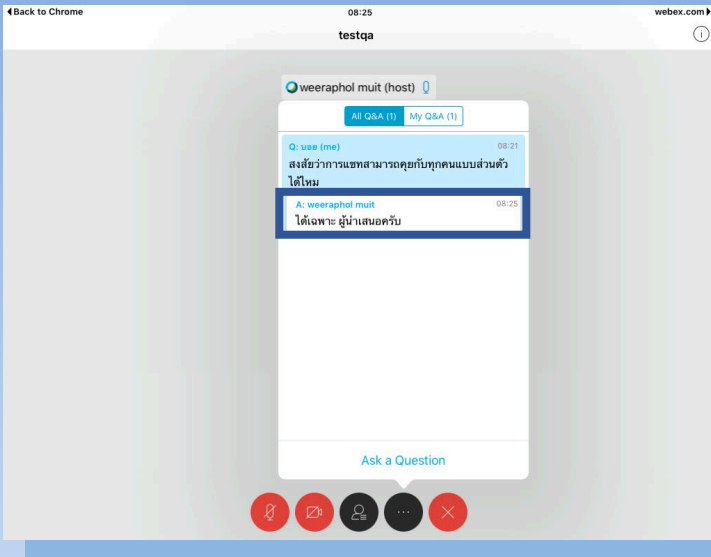 Back to Chrome
08:25
webex.com
testqa
weeraphol muit (host)
All Q&A (1)
My Q&A (1)
Q: บอย (me)
08:21
สงสัยว่าการแชทสามารถคุยกับทุกคนแบบส่วนตัว
ได้ไหม
A: weeraphol muit
08:25
ได้เฉพาะ ผู้นำเสนอครับ
Ask a Question